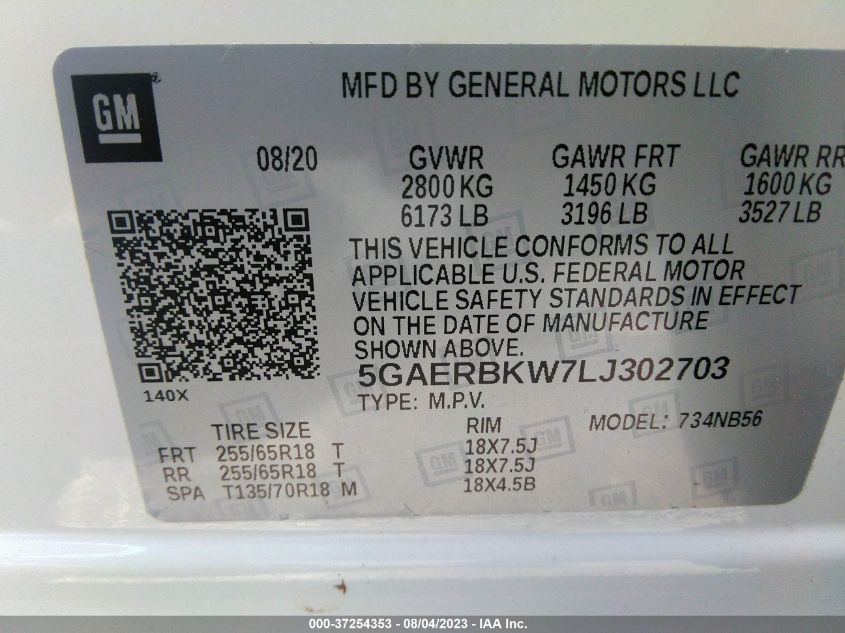 GM
MFD BY GENERAL MOTORS LLC
08/20 GVWR GAWR FRT GAWR RR
2800 KG 1450 KG 1600 KG
6173 LB 3196 LB 3527 LB
THIS VEHICLE CONFORMS TO ALL
APPLICABLE U.S. FEDERAL MOTOR
VEHICLE SAFETY STANDARDS IN EFFECT
ON THE DATE OF MANUFACTURE
SHOWN ABOVE.
5GAERBKW7LJ302703
140X
TYPE: M.P.V.
MODEL: 734NB56
TIRE SIZE RIM
FRT 255/65R18 T 18X7.5J
RR 255/65R18 T 18X7.5J
SPA T135/70R18 M 18X4.5B
000-37254353 - 08/04/2023 - IAA Inc.